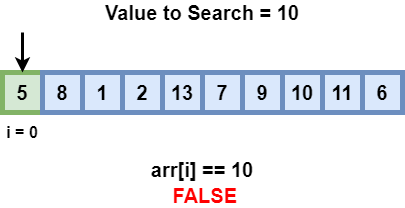 Value to Search = 10
5 8 1 2 13 7 9 10 11 6
i = 0
arr[i] == 10
FALSE